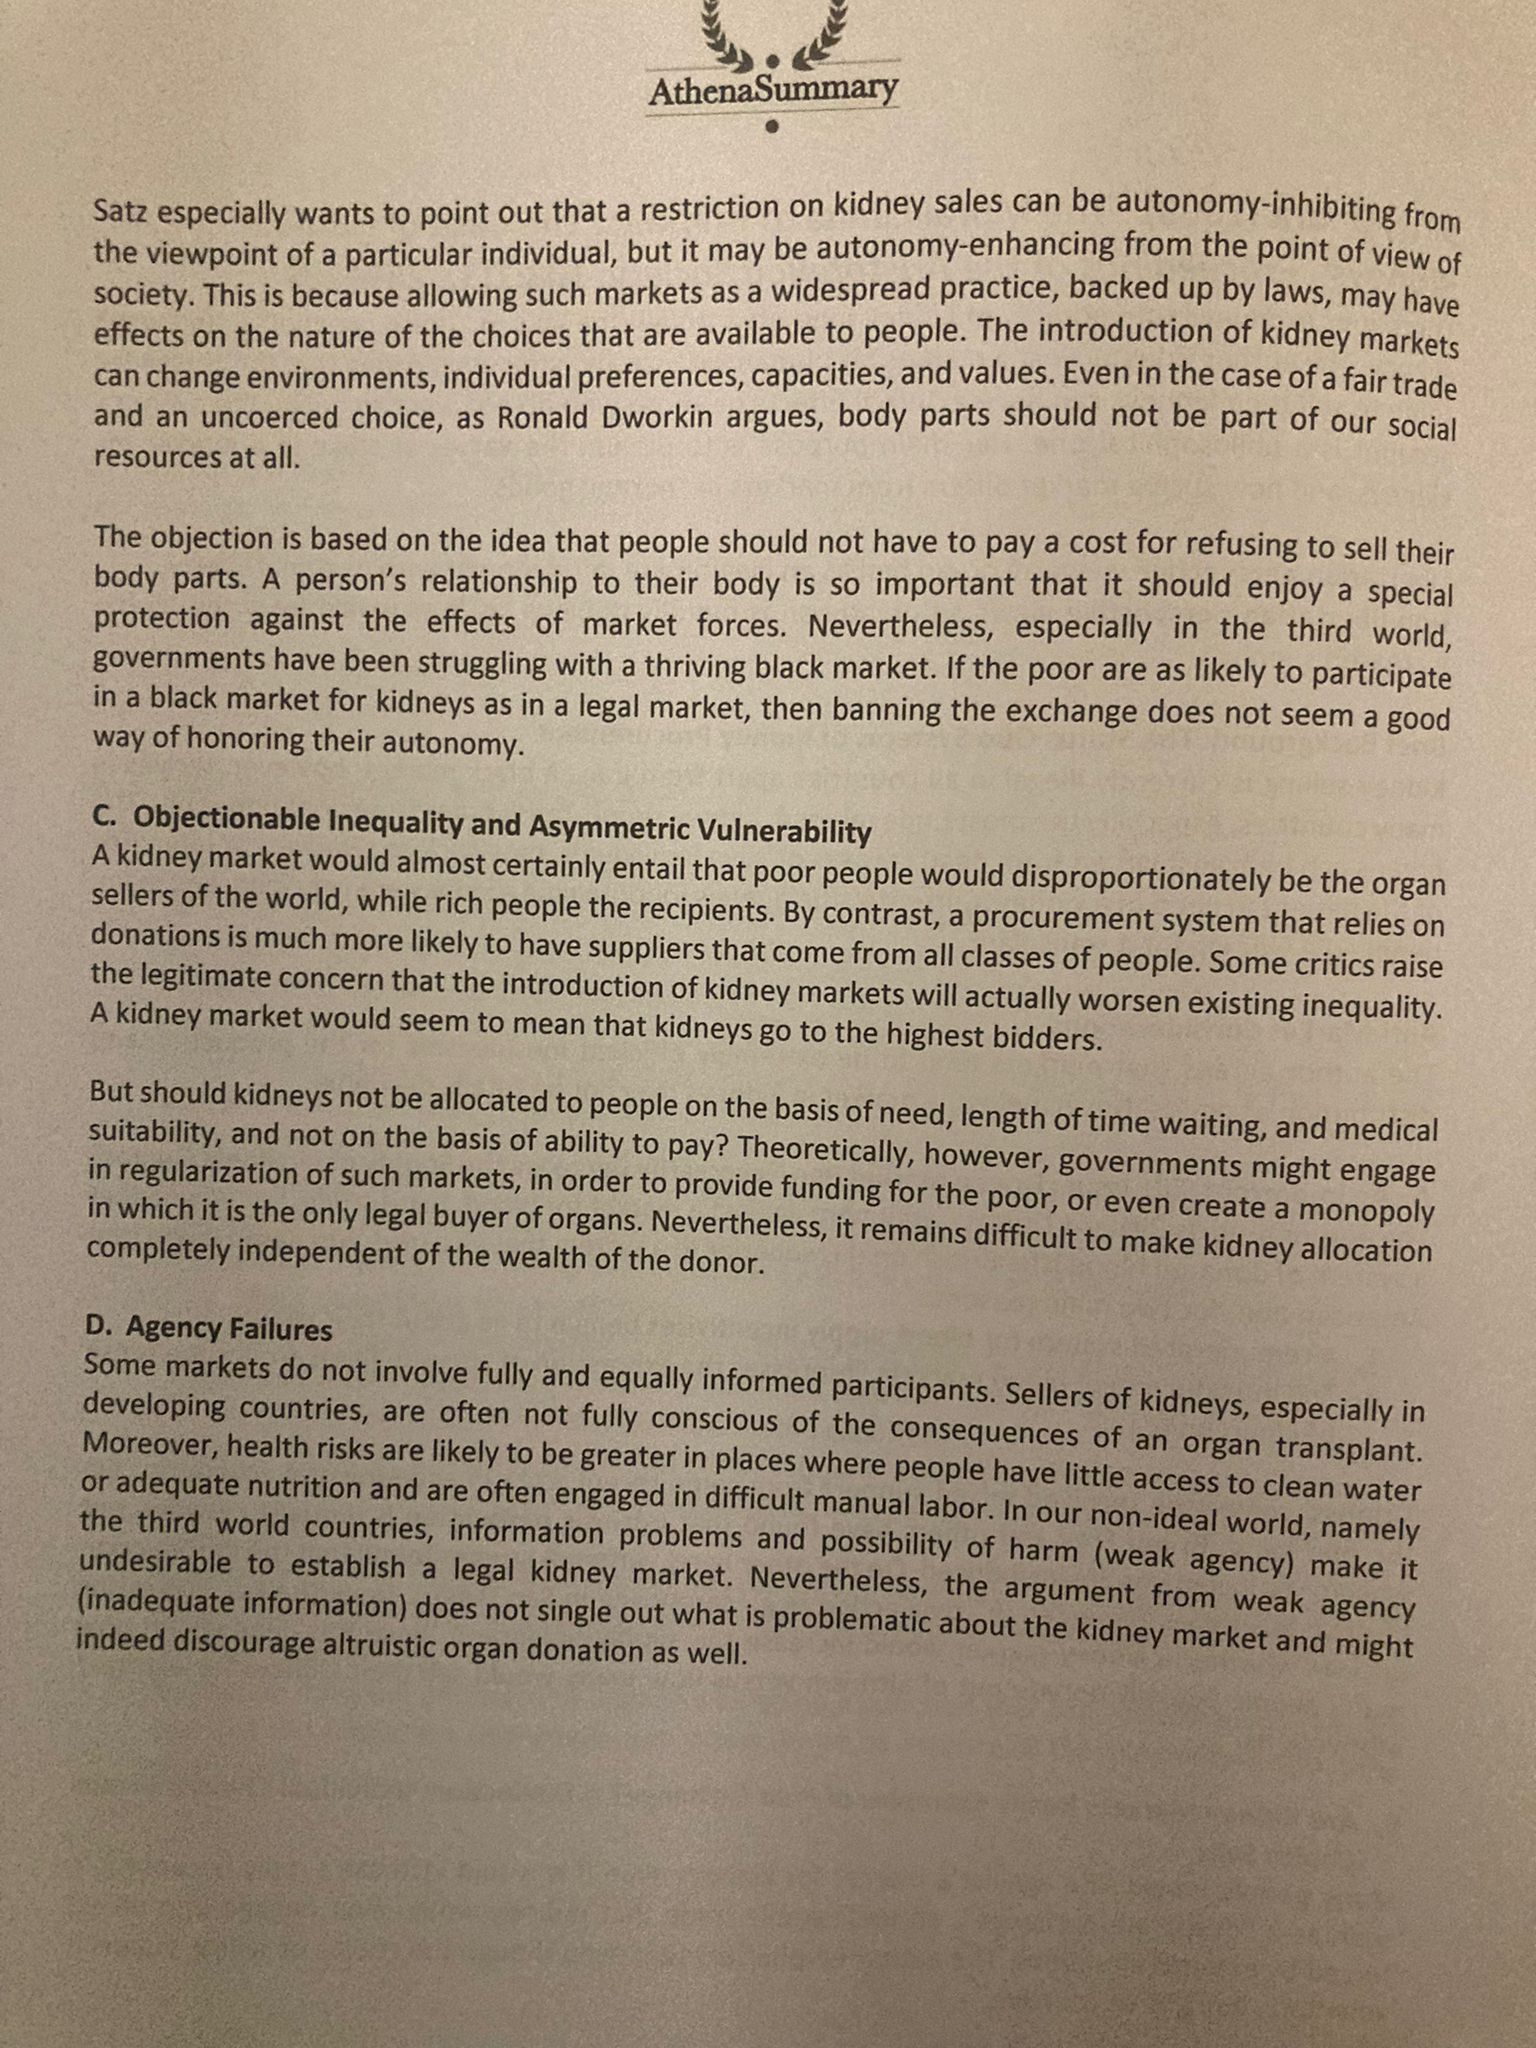 AthenaSummary
Satz especially wants to point out that a restriction on kidney sales can be autonomy-inhibiting from
the viewpoint of a particular individual, but it may be autonomy-enhancing from the point of view of
society. This is because allowing such markets as a widespread practice, backed up by laws, may have
effects on the nature of the choices that are available to people. The introduction of kidney markets
can change environments, individual preferences, capacities, and values. Even in the case of a fair trade
and an uncoerced choice, as Ronald Dworkin argues, body parts should not be part of our social
resources at all.
The objection is based on the idea that people should not have to pay a cost for refusing to sell their
body parts. A person's relationship to their body is so important that it should enjoy a special
protection against the effects of market forces. Nevertheless, especially in the third world,
governments have been struggling with a thriving black market. If the poor are as likely to participate
in a black market for kidneys as in a legal market, then banning the exchange does not seem a good
way of honoring their autonomy.
C. Objectionable Inequality and Asymmetric Vulnerability
A kidney market would almost certainly entail that poor people would disproportionately be the organ
sellers of the world, while rich people the recipients. By contrast, a procurement system that relies on
donations is much more likely to have suppliers that come from all classes of people. Some critics raise
the legitimate concern that the introduction of kidney markets will actually worsen existing inequality.
A kidney market would seem to mean that kidneys go to the highest bidders.
But should kidneys not be allocated to people on the basis of need, length of time waiting, and medical
suitability, and not on the basis of ability to pay? Theoretically, however, governments might engage
in regularization of such markets, in order to provide funding for the poor, or even create a monopoly
in which it is the only legal buyer of organs. Nevertheless, it remains difficult to make kidney allocation
completely independent of the wealth of the donor.
D. Agency Failures
Some markets do not involve fully and equally informed participants. Sellers of kidneys, especially in
developing countries, are often not fully conscious of the consequences of an organ transplant.
Moreover, health risks are likely to be greater in places where people have little access to clean water
or adequate nutrition and are often engaged in difficult manual labor. In our non-ideal world, namely
the third world countries, information problems and possibility of harm (weak agency) make it
undesirable to establish a legal kidney market. Nevertheless, the argument from weak agency
(inadequate information) does not single out what is problematic about the kidney market and might
indeed discourage altruistic organ donation as well.